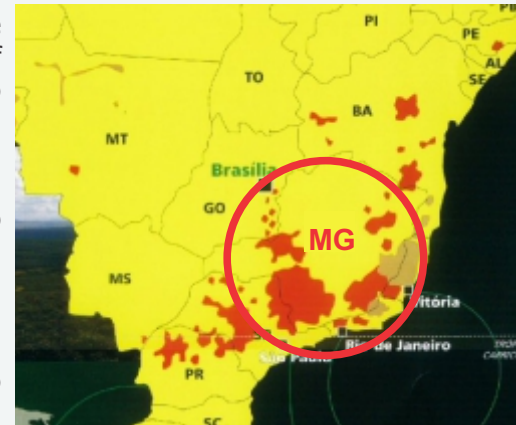 PI
PE
AL
SE
TO
BA
MT
Brasília
GO
MG
MS
Vitória
Rio de Janeiro
São Paulo
PR
SC